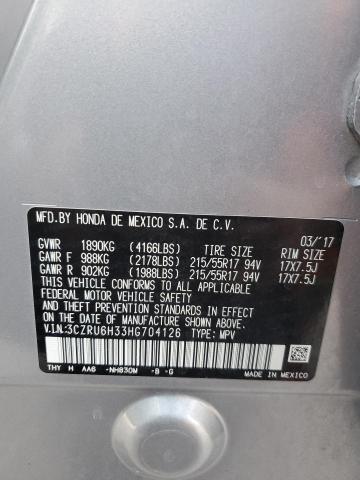 MFD.BY HONDA DE MEXICO S.A. DE C.V.
03/'17
GVWR 1890KG (4166LBS) TIRE SIZE RIM SIZE
GAWR F 988KG (2178LBS) 215/55R17 94V 17X7.5J
GAWR R 902KG (1988LBS) 215/55R17 94V 17X7.5J
THIS VEHICLE CONFORMS TO ALL APPLICABLE
FEDERAL MOTOR VEHICLE SAFETY
STANDARDS IN EFFECT ON THE DATE
OF MANUFACTURE SHOWN ABOVE.
V.I.N:3CZRU6H33HG704126 TYPE: MPV
THY H AA6 -NH830M -B -G MADE IN MEXICO